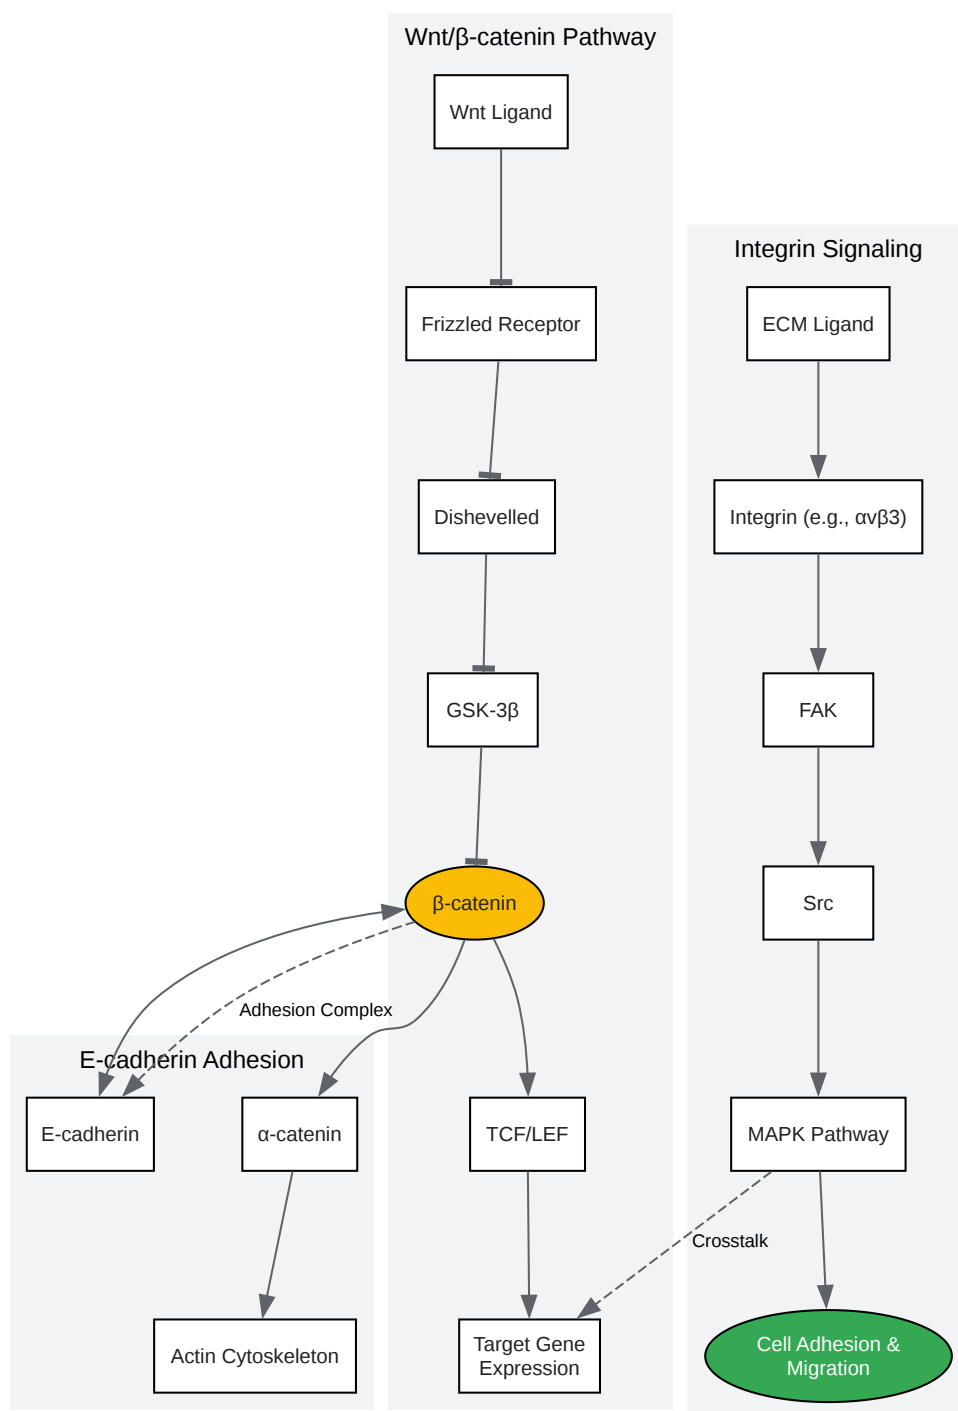 Wnt/β-catenin Pathway
Wnt Ligand
Integrin Signaling
Frizzled Receptor
ECM Ligand
Dishevelled
Integrin (e.g., αvβ3)
GSK-3β
FAK
β-catenin
Src
Adhesion Complex
E-cadherin Adhesion
E-cadherin
α-catenin
TCF/LEF
MAPK Pathway
Crosstalk
Actin Cytoskeleton
Target Gene
Expression
Cell Adhesion &
Migration